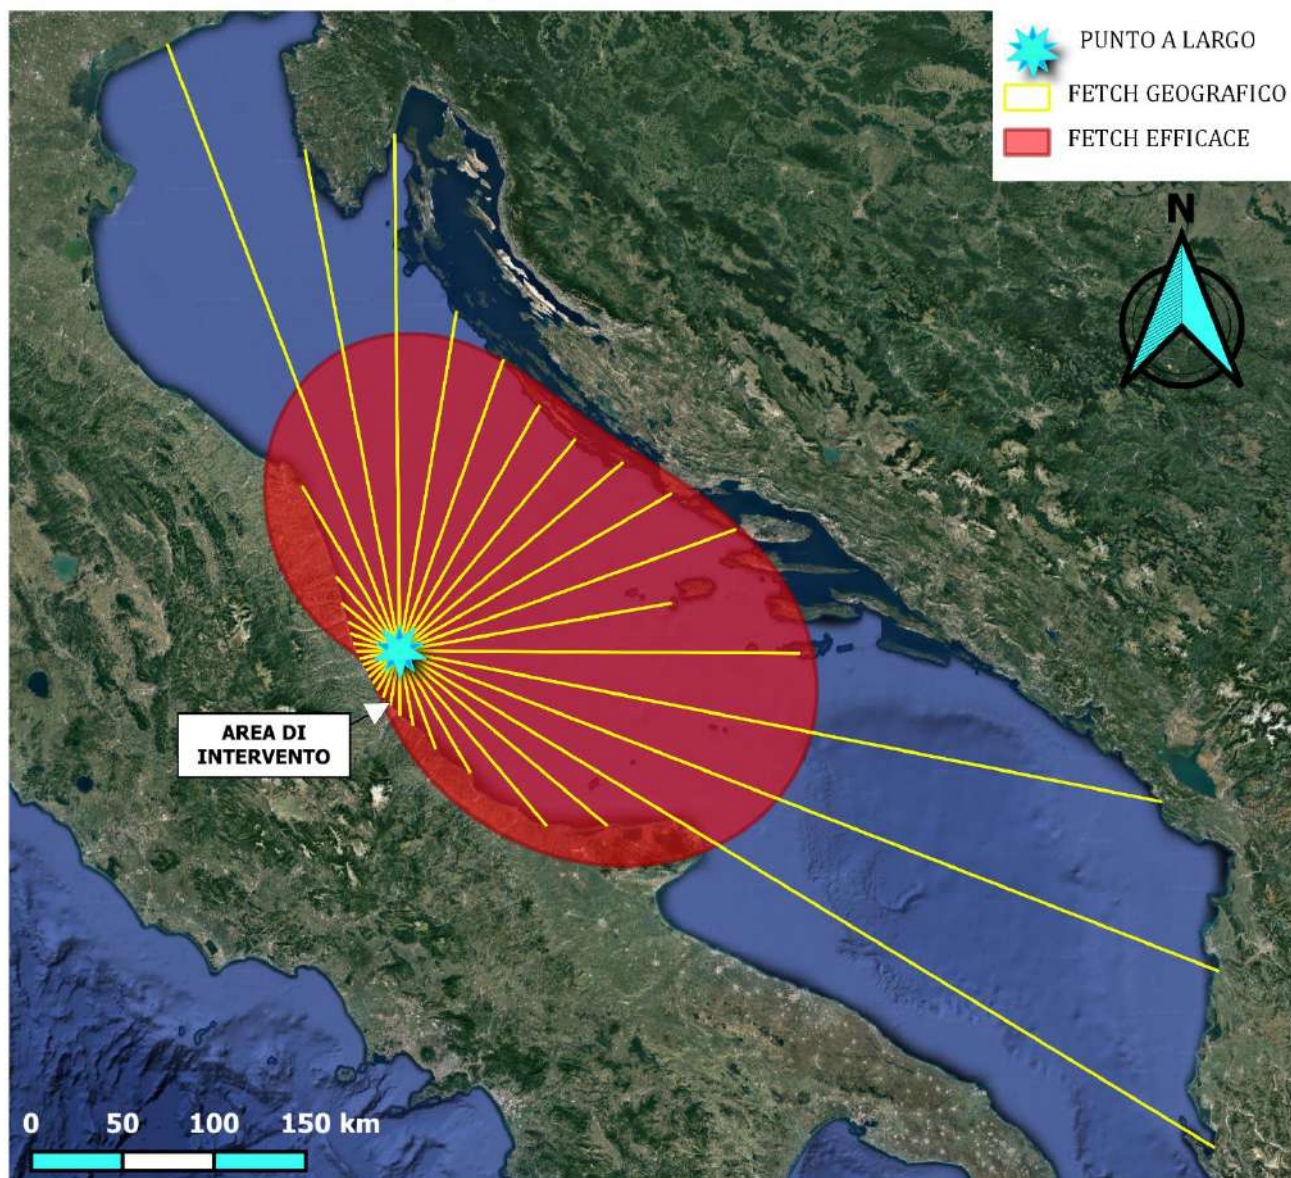 PUNTO A LARGO
FETCH GEOGRAFICO
FETCH EFFICACE
N
AREA DI
INTERVENTO
0 50 100 150 km